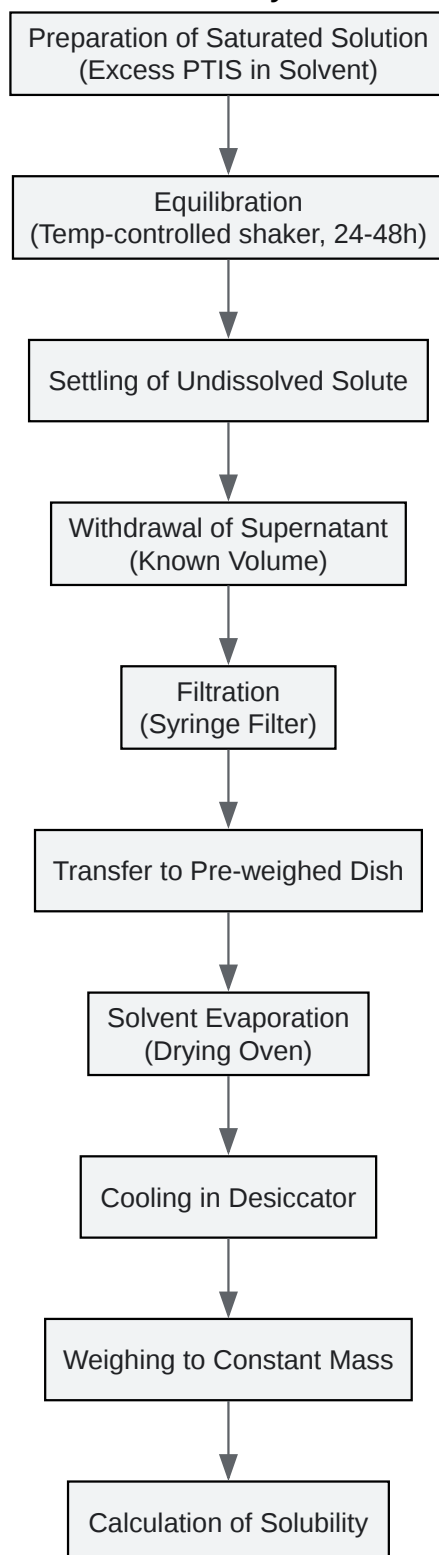 Preparation of Saturated Solution
(Excess PTIS in Solvent)
Equilibration
(Temp-controlled shaker, 24-48h)
Settling of Undissolved Solute
Withdrawal of Supernatant
(Known Volume)
Filtration
(Syringe Filter)
Transfer to Pre-weighed Dish
Solvent Evaporation
(Drying Oven)
Cooling in Desiccator
Weighing to Constant Mass
Calculation of Solubility